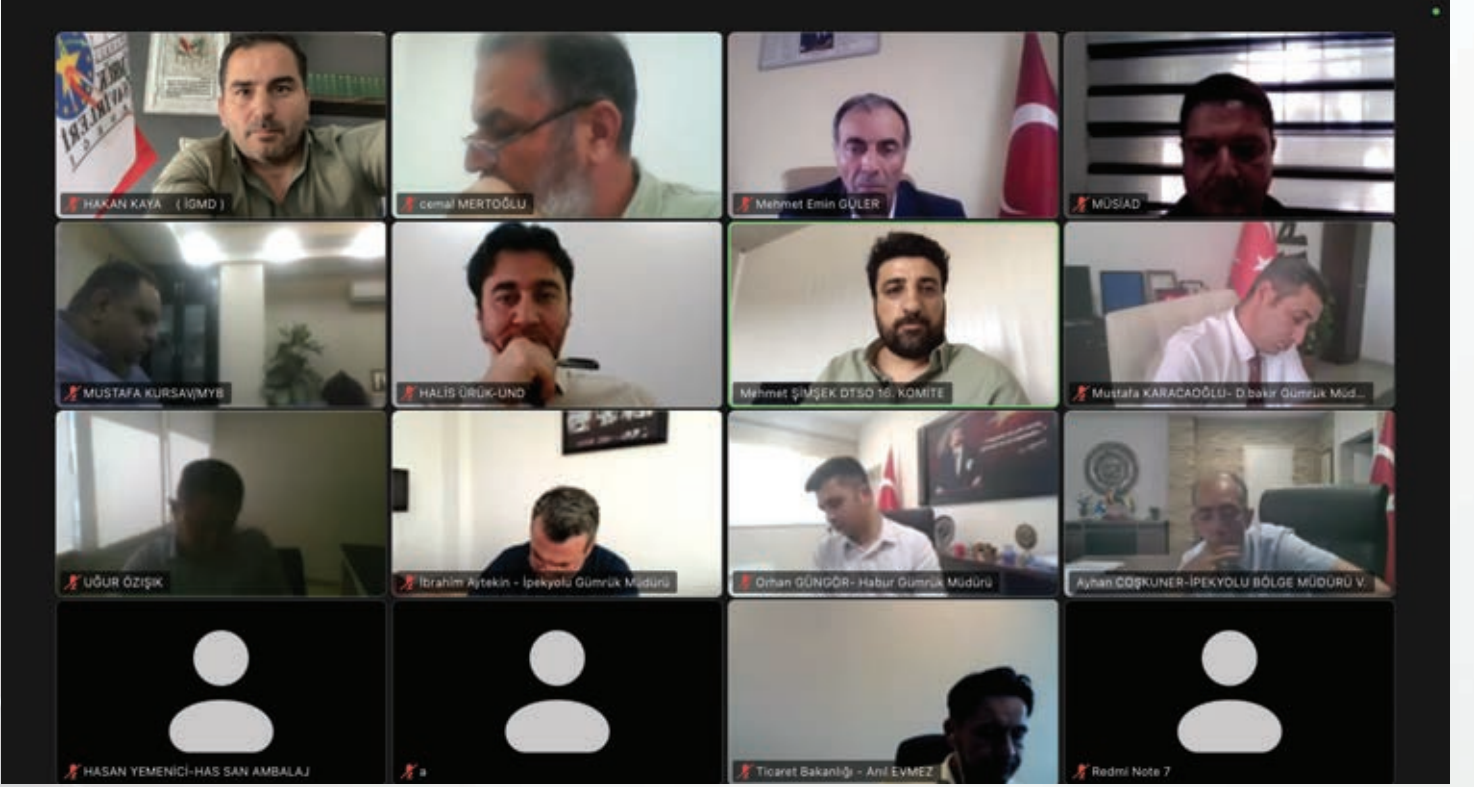 HAKAN KAYA ( İGMD )
cemal MERTOĞLU
Mehmet Emin GÜLER
MÜSİAD
MUSTAFA KURSAV/MYB
HALİS ÜRÜK-UND
Mehmet ŞİMŞEK DTSO 16. KOMİTE
Mustafa KARACAOĞLU- D.bakır Gümrük Müd...
UĞUR ÖZIŞIK
İbrahim Aytekin - İpekyolu Gümrük Müdürü
Orhan GÜNGÖR- Habur Gümrük Müdürü
Ayhan COŞKUNER-İPEKYOLU BÖLGE MÜDÜRÜ V.
HASAN YEMENİCİ-HAS SAN AMBALAJ
a
Ticaret Bakanlığı - Anıl EVMEZ
Redmi Note 7